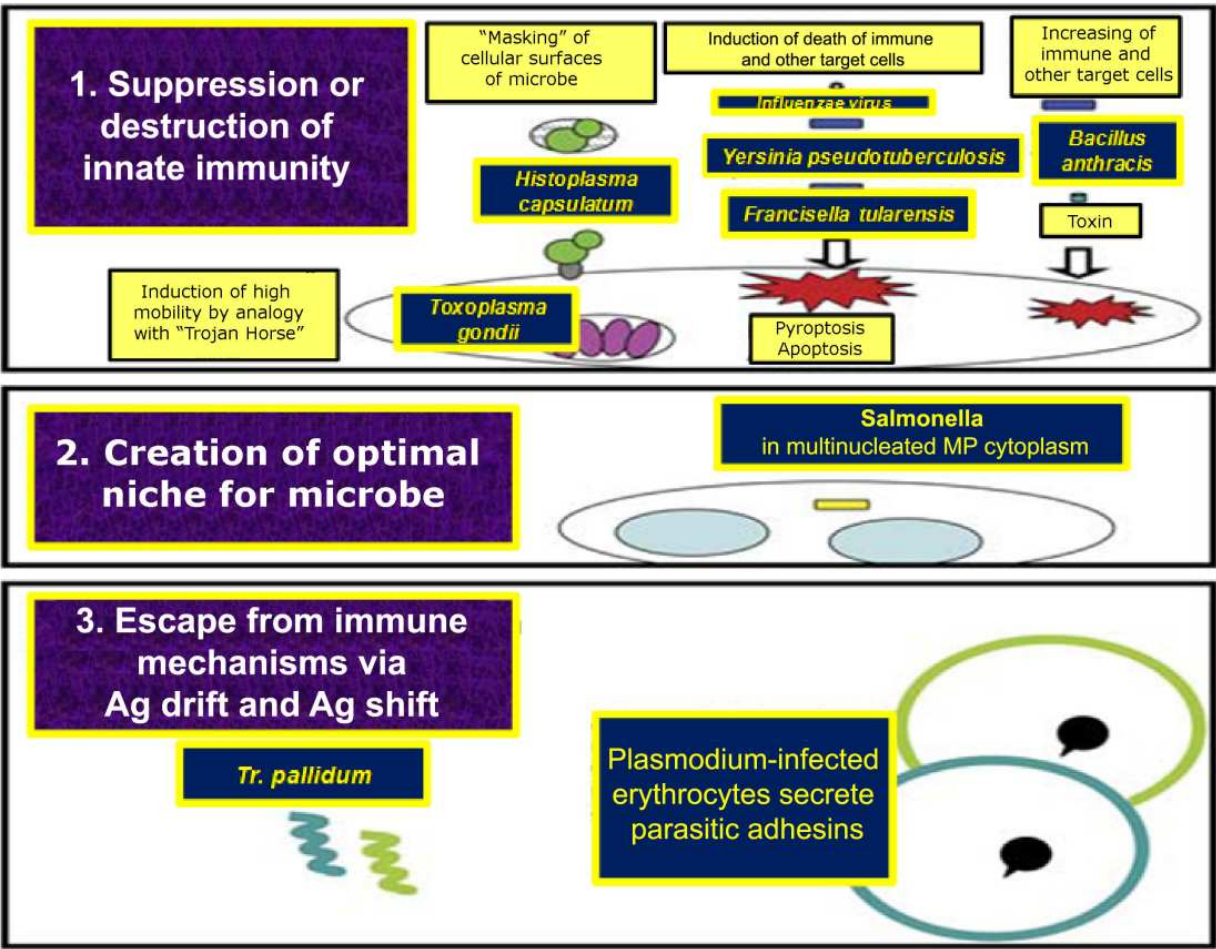 1. Suppression or
destruction of
innate immunity
"Masking" of
cellular surfaces
of microbe
Induction of death of immune
and other target cells
Increasing of
immune and
other target cells
Influenzae virus
Yersinia pseudotuberculosis
Bacillus
anthracis
Histoplasma
capsulatum
Francisella tularensis
Toxin
Induction of high
mobility by analogy
with "Trojan Horse"
Toxoplasma
gondii
Pyroptosis
Apoptosis
2. Creation of optimal
niche for microbe
Salmonella
in multinucleated MP cytoplasm
3. Escape from immune
mechanisms via
Ag drift and Ag shift
Tr. pallidum
Plasmodium-infected
erythrocytes secrete
parasitic adhesins